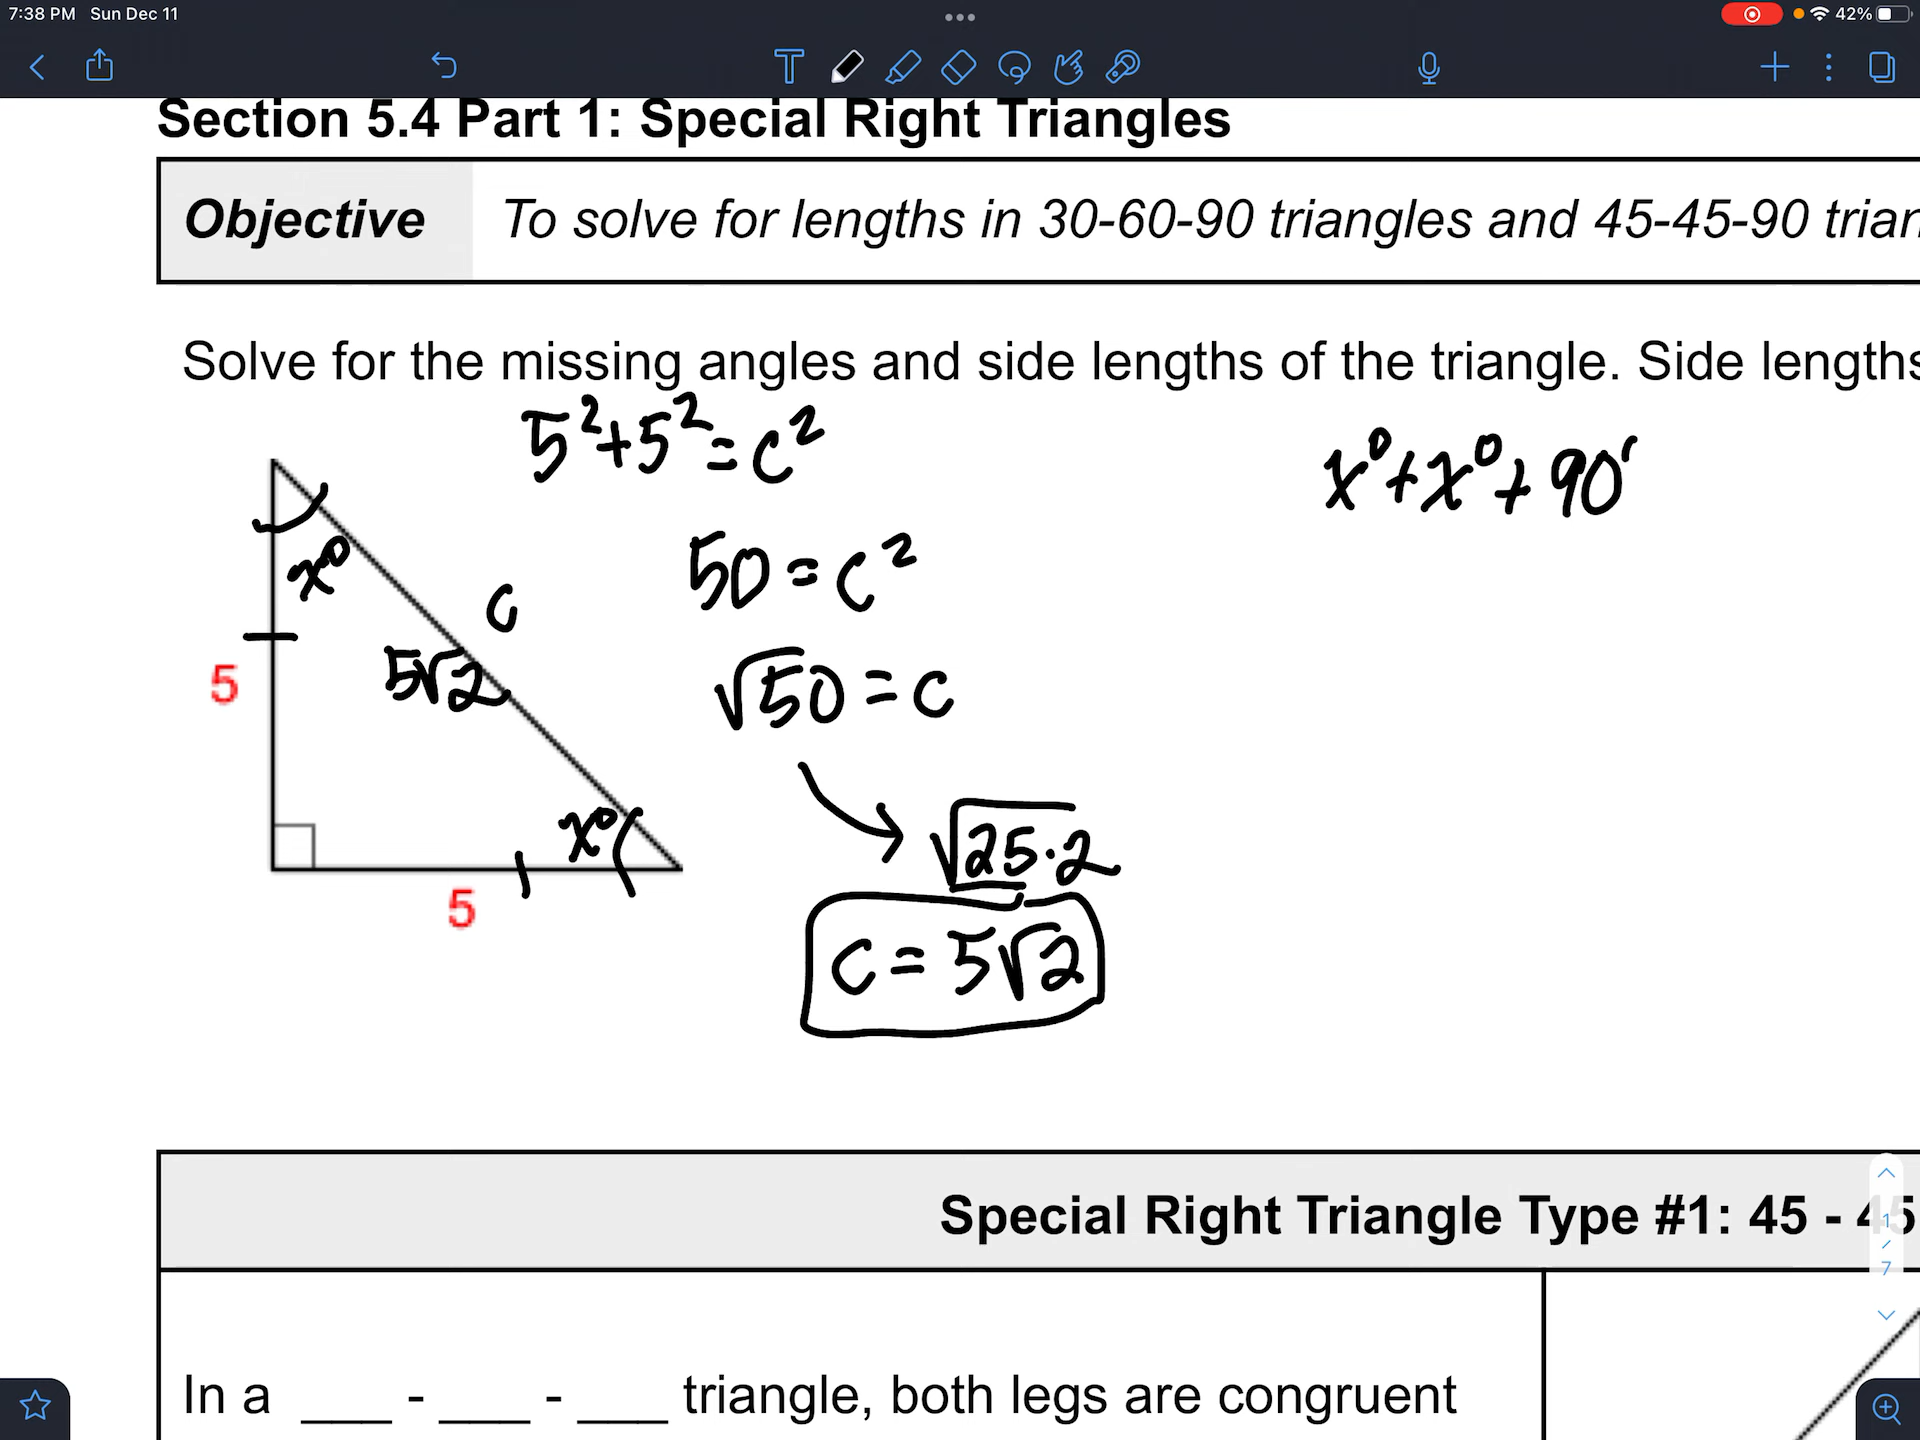 7:38 PM Sun Dec 11
42%
Section 5.4 Part 1: Special Right Triangles
Objective To solve for lengths in 30-60-90 triangles and 45-45-90 trian
Solve for the missing angles and side lengths of the triangle. Side lengths
5²+5²=c²
x°+x°+90°
50=c²
x°
c
5√2
5
√50=c
x°
√25·2
5
c=5√2
Special Right Triangle Type #1: 45 - 45
1
/
7
In a ___ - ___ - ___ triangle, both legs are congruent